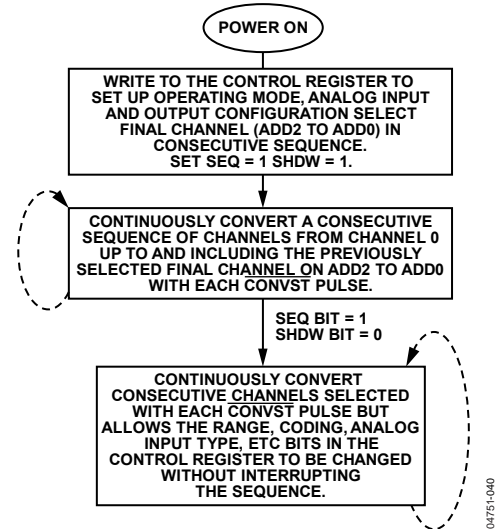 POWER ON
WRITE TO THE CONTROL REGISTER TO
SET UP OPERATING MODE, ANALOG INPUT
AND OUTPUT CONFIGURATION SELECT
FINAL CHANNEL (ADD2 TO ADD0) IN
CONSECUTIVE SEQUENCE.
SET SEQ = 1 SHDW = 1.
CONTINUOUSLY CONVERT A CONSECUTIVE
SEQUENCE OF CHANNELS FROM CHANNEL 0
UP TO AND INCLUDING THE PREVIOUSLY
SELECTED FINAL CHANNEL ON ADD2 TO ADD0
WITH EACH CONVST PULSE.
SEQ BIT = 1
SHDW BIT = 0
CONTINUOUSLY CONVERT
CONSECUTIVE CHANNELS SELECTED
WITH EACH CONVST PULSE BUT
ALLOWS THE RANGE, CODING, ANALOG
INPUT TYPE, ETC BITS IN THE
CONTROL REGISTER TO BE CHANGED
WITHOUT INTERRUPTING
THE SEQUENCE.
04751-040